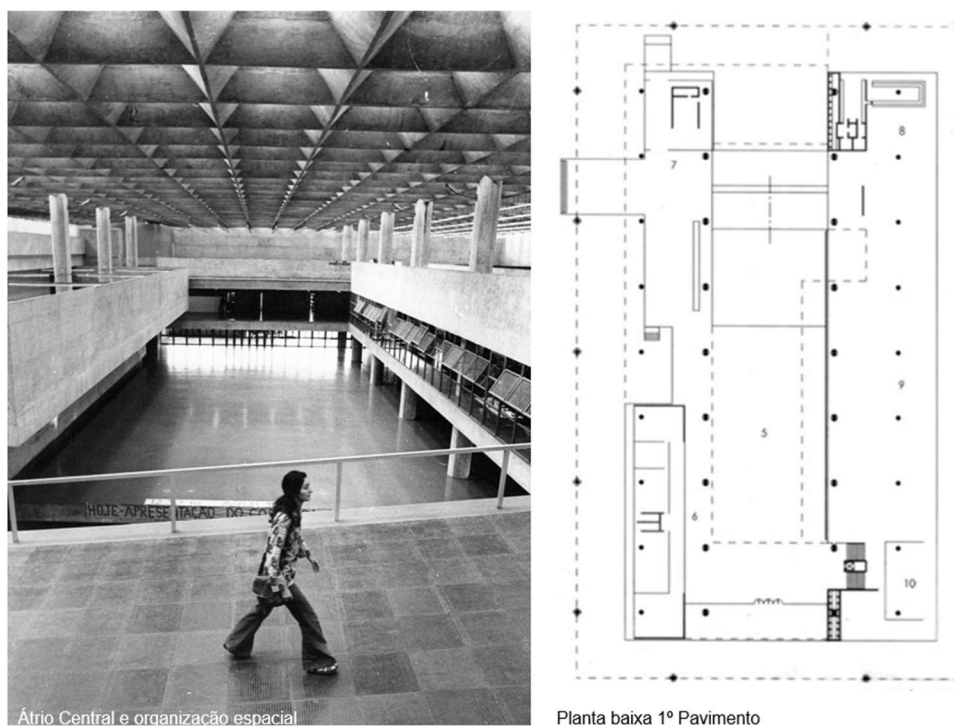 HOJE-APRESENTAÇÃO DO
Átrio Central e organização espacial
7
8
5
9
6
10
Planta baixa 1º Pavimento